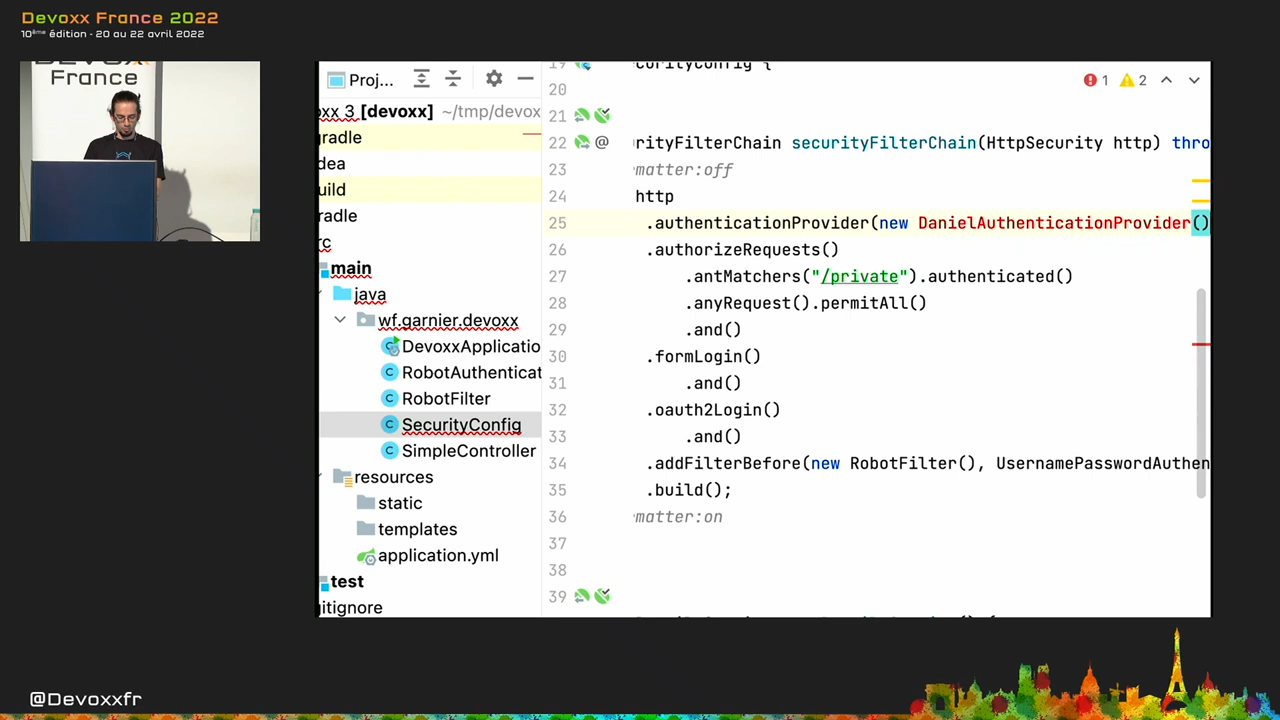 Devoxx France 2022
10ème édition - 20 au 22 avril 2022
France
Proj...
1 2
xx 3 [devoxx] ~/tmp/devox
radle
dea
uild
radle
rc
main
java
wf.garnier.devoxx
DevoxxApplicatio
RobotAuthenticat
RobotFilter
SecurityConfig
SimpleController
resources
static
templates
application.yml
test
itignore
19 curityConfig {
20
21
22 @ rityFilterChain securityFilterChain(HttpSecurity http) thro
23 matter:off
24 http
25 .authenticationProvider(new DanielAuthenticationProvider()
26 .authorizeRequests()
27 .antMatchers("/private").authenticated()
28 .anyRequest().permitAll()
29 .and()
30 .formLogin()
31 .and()
32 .oauth2Login()
33 .and()
34 .addFilterBefore(new RobotFilter(), UsernamePasswordAuthen
35 .build();
36 matter:on
37
38
39
@Devoxxfr